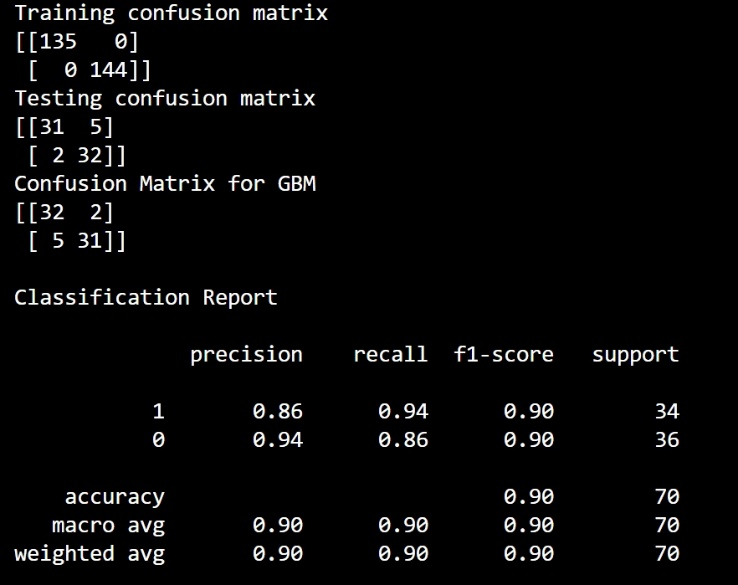 Training confusion matrix
[[135   0]
 [  0 144]]
Testing confusion matrix
[[31  5]
 [ 2 32]]
Confusion Matrix for GBM
[[32  2]
 [ 5 31]]
Classification Report
              precision    recall  f1-score   support
           1       0.86      0.94      0.90        34
           0       0.94      0.86      0.90        36
    accuracy                           0.90        70
   macro avg       0.90      0.90      0.90        70
weighted avg       0.90      0.90      0.90        70